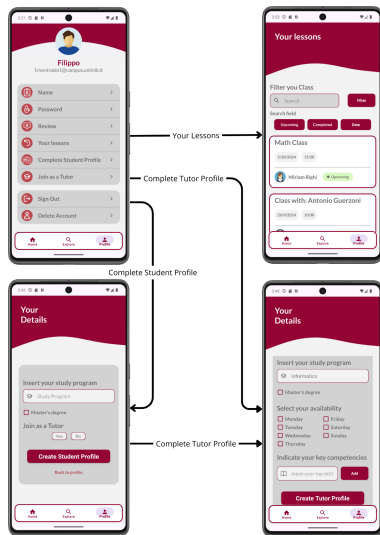 2:51
Filippo
f.montrasio1@campus.unimib.it
Name
Password
Review
Your lessons
Complete Student Profile
Join as a Tutor
Sign Out
Delete Account
Home
Explore
Profile
Your Lessons
Complete Tutor Profile
Complete Student Profile
Your lessons
Filter you Class
Search
Filter
Search field
Upcoming
Completed
Date
Math Class
Miriam Righi
Upcoming
Class with: Antonio Guerzoni
Home
Explore
Profile
Your
Details
Insert your study program
Study Program
Master's degree
Join as a Tutor
Yes
No
Create Student Profile
Back to profile
Home
Explore
Profile
Complete Tutor Profile
Your
Details
Insert your study program
informatica
Master's degree
Select your availability
Monday
Friday
Tuesday
Saturday
Wednesday
Sunday
Thursday
Indicate your key competencies
Input your top skill
Add
Create Tutor Profile
Home
Explore
Profile